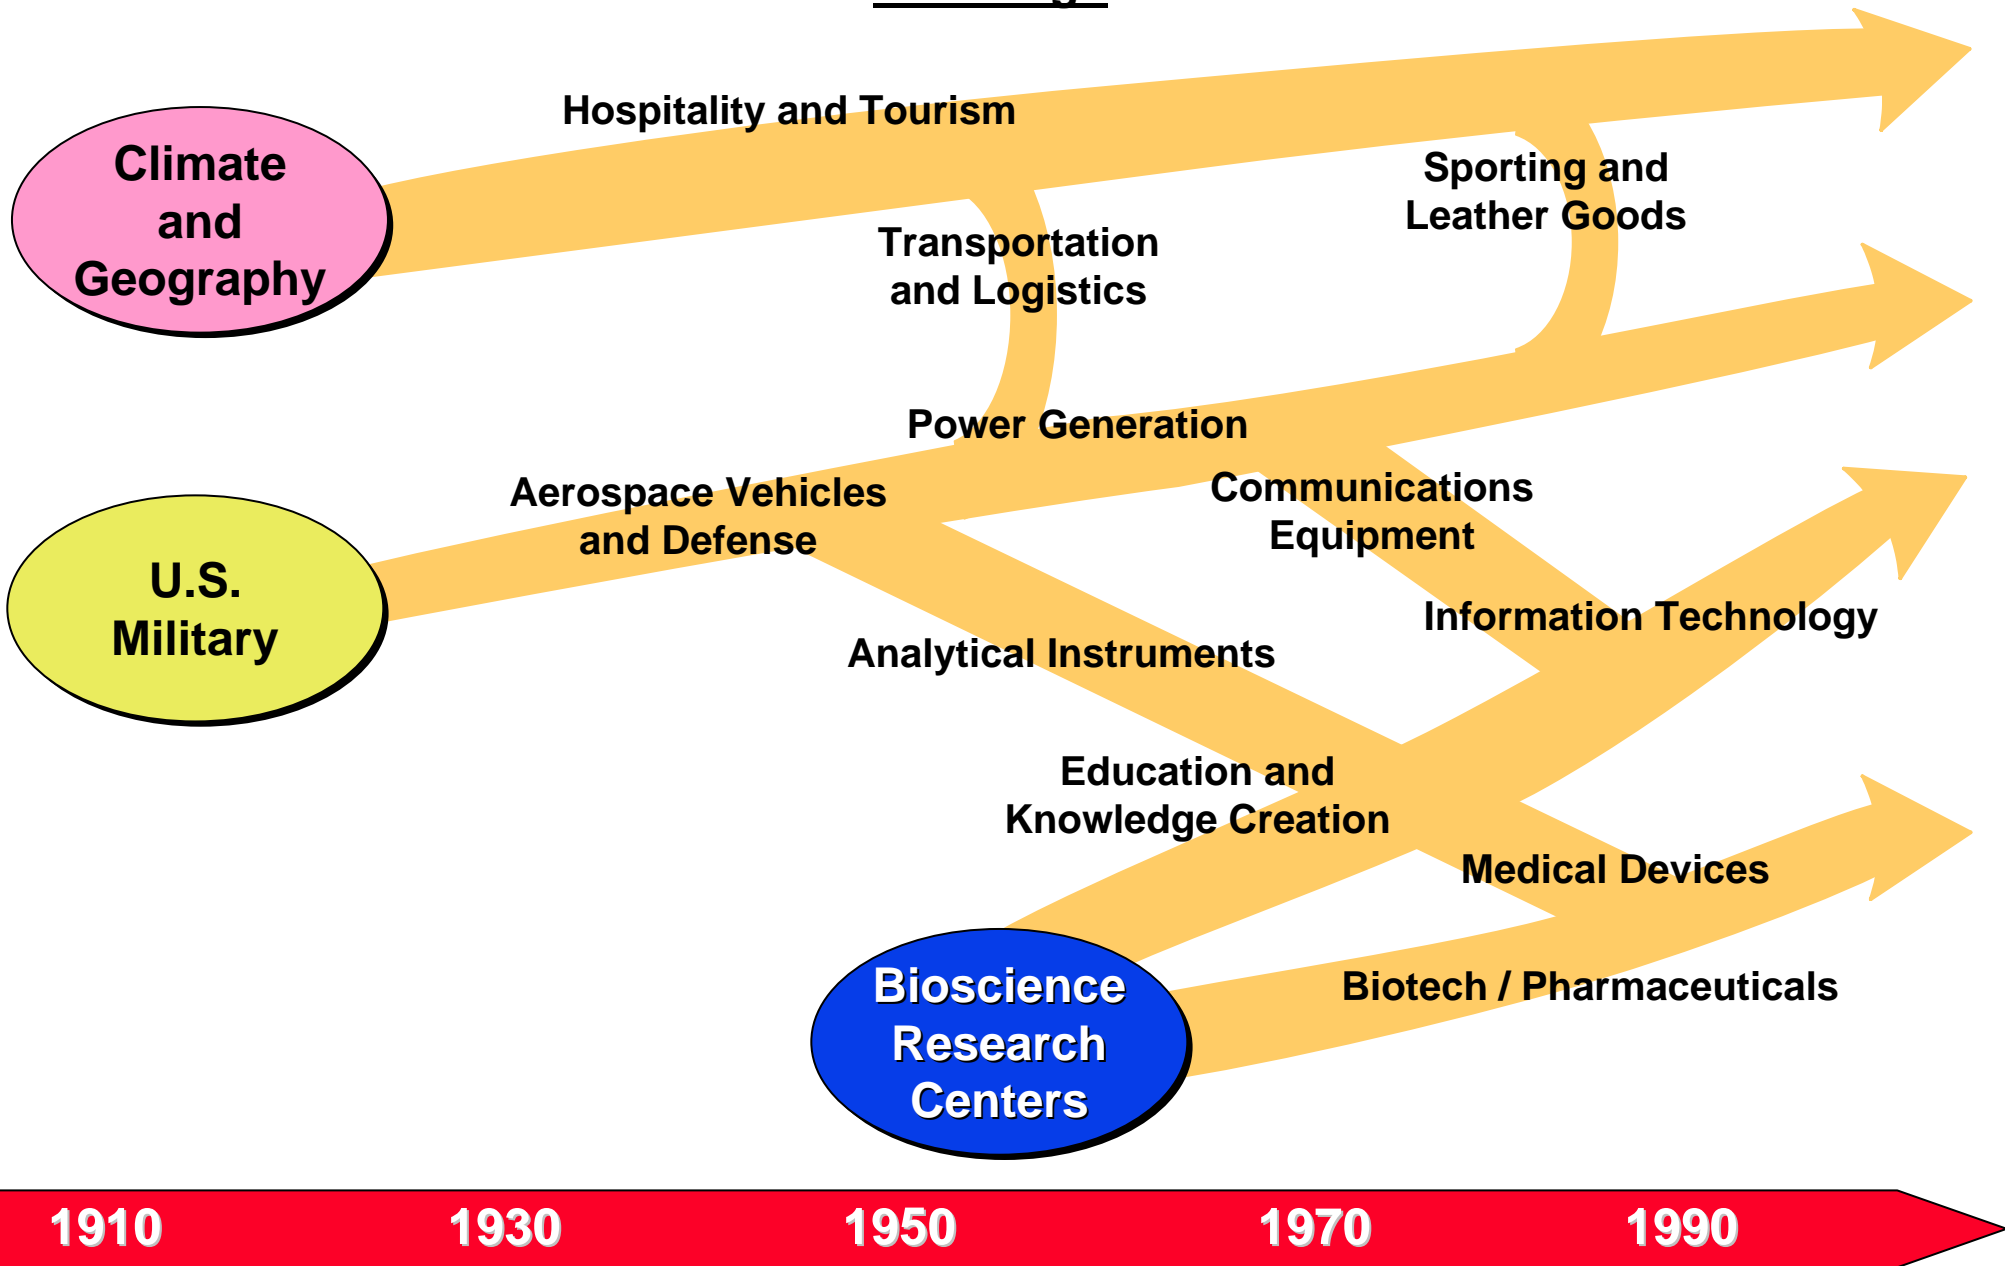 Hospitality and Tourism
Climate
and
Geography
Sporting and
Leather Goods
Transportation
and Logistics
Power Generation
Aerospace Vehicles
and Defense
Communications
Equipment
U.S.
Military
Information Technology
Analytical Instruments
Education and
Knowledge Creation
Medical Devices
Bioscience
Research
Centers
Biotech / Pharmaceuticals
1910 1930 1950 1970 1990